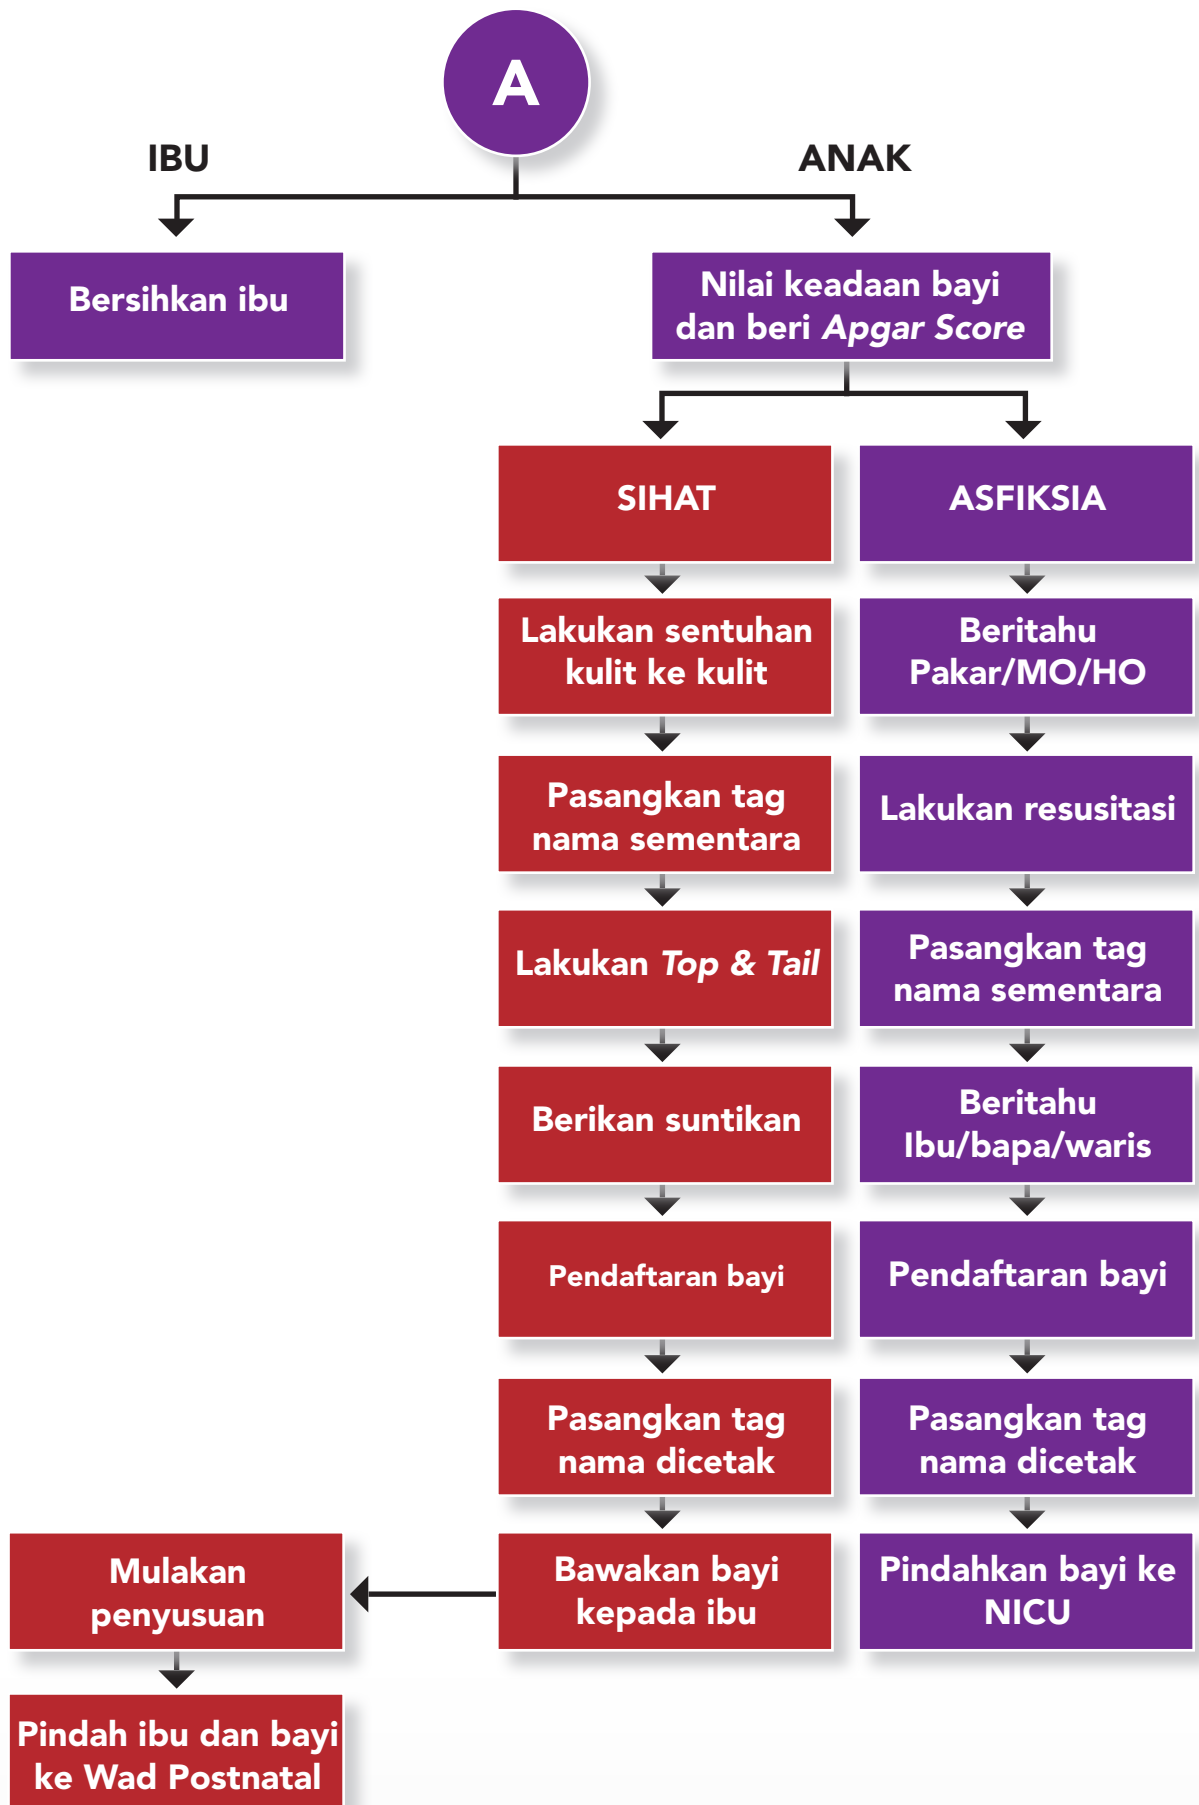 A
IBU
ANAK
Bersihkan ibu
Nilai keadaan bayi
dan beri Apgar Score
SIHAT
ASFIKSIA
Lakukan sentuhan
kulit ke kulit
Beritahu
Pakar/MO/HO
Pasangkan tag
nama sementara
Lakukan resusitasi
Lakukan Top & Tail
Pasangkan tag
nama sementara
Berikan suntikan
Beritahu
Ibu/bapa/waris
Pendaftaran bayi
Pendaftaran bayi
Pasangkan tag
nama dicetak
Pasangkan tag
nama dicetak
Mulakan
penyusuan
Bawakan bayi
kepada ibu
Pindahkan bayi ke
NICU
Pindah ibu dan bayi
ke Wad Postnatal